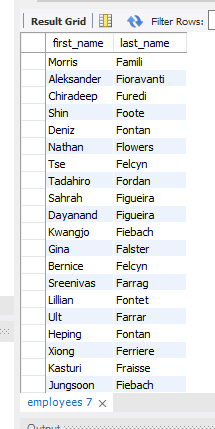 Result Grid Filter Rows:
first_name last_name
Morris Famili
Aleksander Fioravanti
Chiradeep Furedi
Shin Foote
Deniz Fontan
Nathan Flowers
Tse Felcyn
Tadahiro Fordan
Sahrah Figueira
Dayanand Figueira
Kwangjo Fiebach
Gina Falster
Bernice Felcyn
Sreenivas Farrag
Lillian Fontet
Ult Farrar
Heping Fontan
Xiong Ferriere
Kasturi Fraisse
Jungsoon Fiebach
employees 7
Output